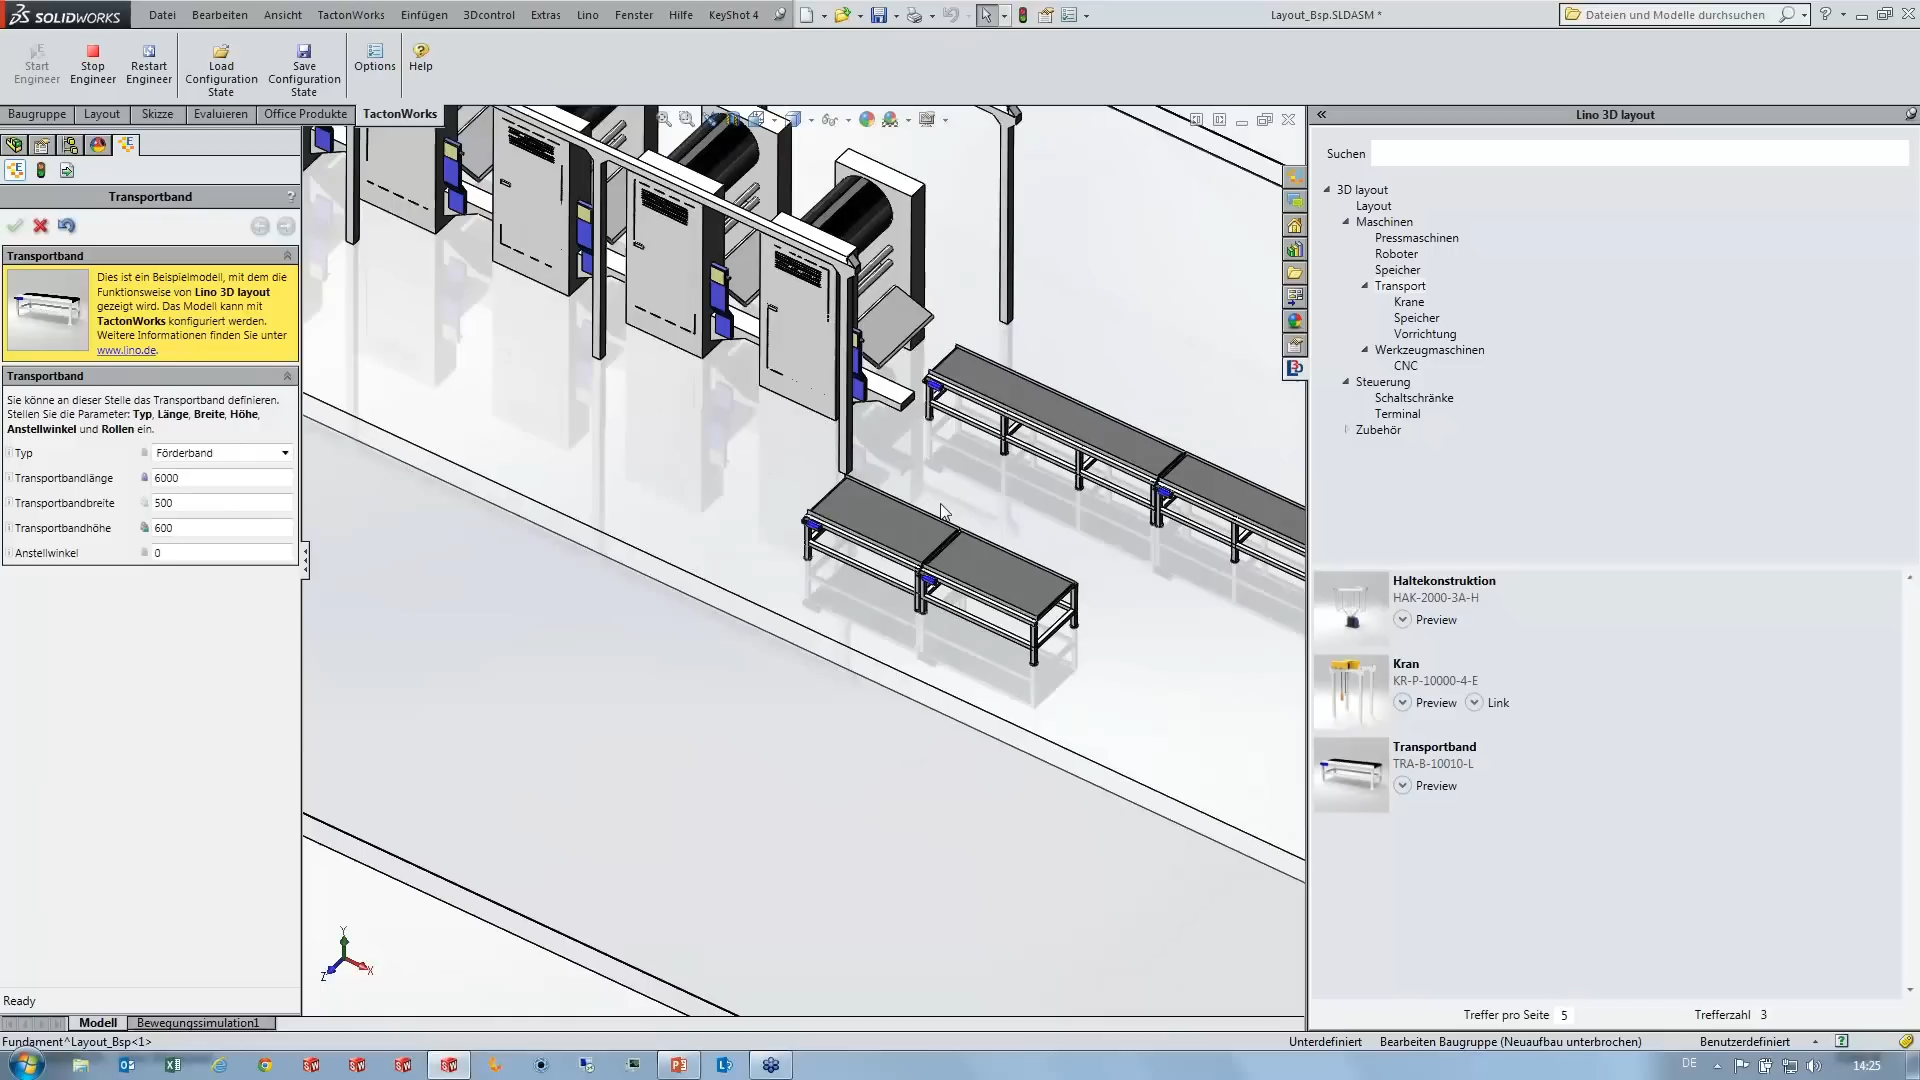 SOLIDWORKS Datei Bearbeiten Ansicht TactonWorks Einfügen 3Dcontrol Extras Lino Fenster Hilfe KeyShot 4 Layout_Bsp.SLDASM * Dateien und Modelle durchsuchen
Start Engineer
Stop Engineer
Restart Engineer
Load Configuration State
Save Configuration State
Options
Help
Baugruppe Layout Skizze Evaluieren Office Produkte TactonWorks
Transportband
Transportband
Dies ist ein Beispielmodell, mit dem die
Funktionsweise von Lino 3D layout
gezeigt wird. Das Modell kann mit
TactonWorks konfiguriert werden.
Weitere Informationen finden Sie unter
www.lino.de.
Transportband
Sie könne an dieser Stelle das Transportband definieren.
Stellen Sie die Parameter: Typ, Länge, Breite, Höhe,
Anstellwinkel und Rollen ein.
Typ Förderband
Transportbandlänge 6000
Transportbandbreite 500
Transportbandhöhe 600
Anstellwinkel 0
Y
X
Z
Lino 3D layout
Suchen
3D layout
Layout
Maschinen
Pressmaschinen
Roboter
Speicher
Transport
Krane
Speicher
Vorrichtung
Werkzeugmaschinen
CNC
Steuerung
Schaltschränke
Terminal
Zubehör
Haltekonstruktion
HAK-2000-3A-H
Preview
Kran
KR-P-10000-4-E
Preview Link
Transportband
TRA-B-10010-L
Preview
Treffer pro Seite 5 Trefferzahl 3
Ready
Modell Bewegungssimulation1
Fundament^Layout_Bsp<1> Unterdefiniert Bearbeiten Baugruppe (Neuaufbau unterbrochen) Benutzerdefiniert
DE 14:25